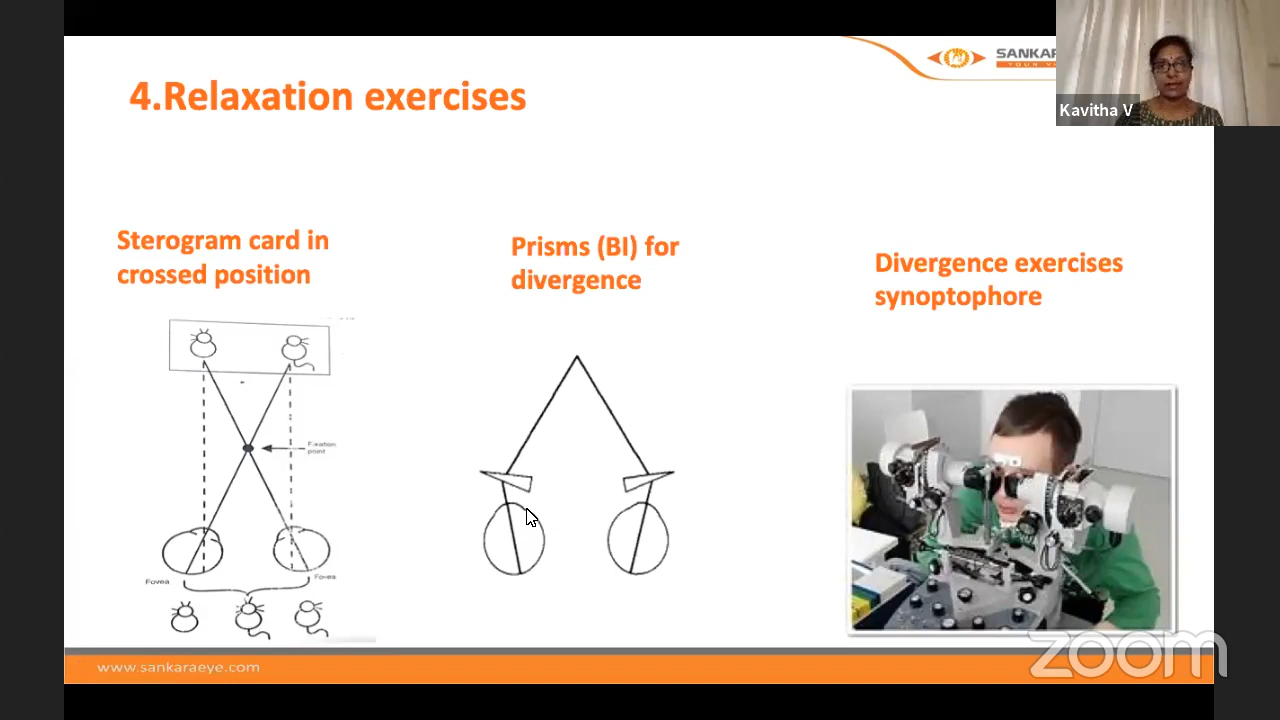 SANKAR
Kavitha V
4.Relaxation exercises
Sterogram card in
crossed position
Prisms (BI) for
divergence
Divergence exercises
synoptophore
Fixation
point
Fovea
Fovea
www.sankaraeye.com
zoom